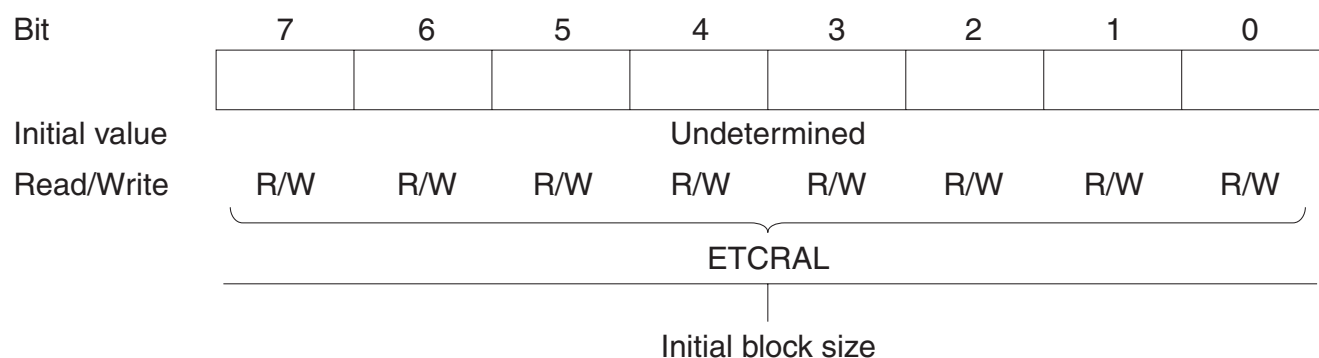 Bit 7 6 5 4 3 2 1 0
Initial value Undetermined
Read/Write R/W R/W R/W R/W R/W R/W R/W R/W
ETCRAL
Initial block size